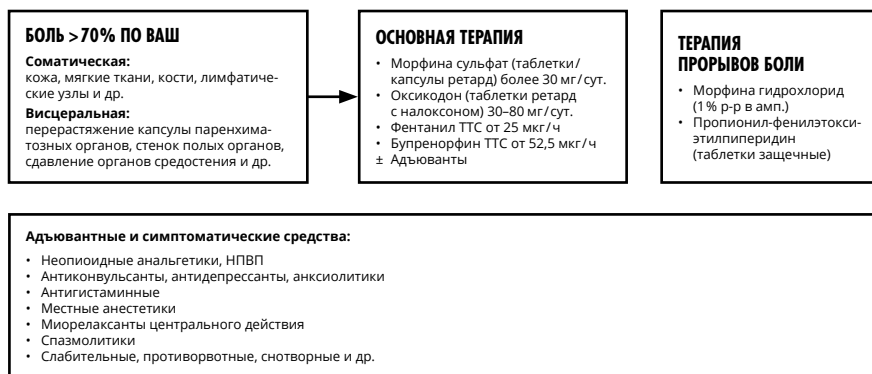 БОЛЬ >70% ПО ВАШ
Соматическая:
кожа, мягкие ткани, кости, лимфатиче-
ские узлы и др.
Висцеральная:
перерастяжение капсулы паренхима-
тозных органов, стенок полых органов,
сдавление органов средостения и др.
ОСНОВНАЯ ТЕРАПИЯ
• Морфина сульфат (таблетки/
капсулы ретард) более 30 мг/сут.
• Оксикодон (таблетки ретард
с налоксоном) 30–80 мг/сут.
• Фентанил ТТС от 25 мкг/ч
• Бупренорфин ТТС от 52,5 мкг/ч
± Адъюванты
ТЕРАПИЯ
ПРОРЫВОВ БОЛИ
• Морфина гидрохлорид
(1% р-р в амп.)
• Пропионил-фенилэтокси-
этилпиперидин
(таблетки защечные)
Адъювантные и симптоматические средства:
• Неопиоидные анальгетики, НПВП
• Антиконвульсанты, антидепрессанты, анксиолитики
• Антигистаминные
• Местные анестетики
• Миорелаксанты центрального действия
• Спазмолитики
• Слабительные, противорвотные, снотворные и др.